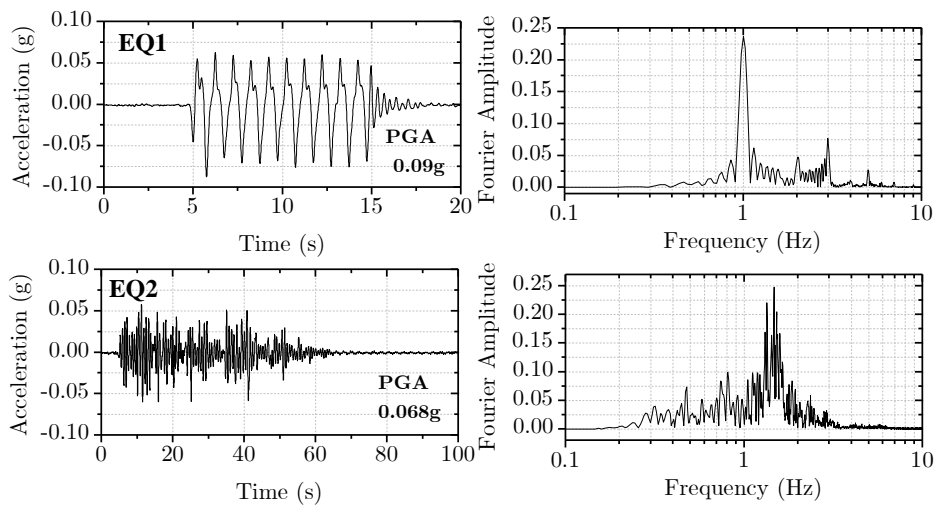 0.10
0.05
0.00
-0.05
-0.10
Acceleration (g)
EQ1
PGA
0.09g
0 5 10 15 20
Time (s)
0.25
0.20
0.15
0.10
0.05
0.00
Fourier Amplitude
0.1 1 10
Frequency (Hz)
0.10
0.05
0.00
-0.05
-0.10
Acceleration (g)
EQ2
PGA
0.068g
0 20 40 60 80 100
Time (s)
0.25
0.20
0.15
0.10
0.05
0.00
Fourier Amplitude
0.1 1 10
Frequency (Hz)